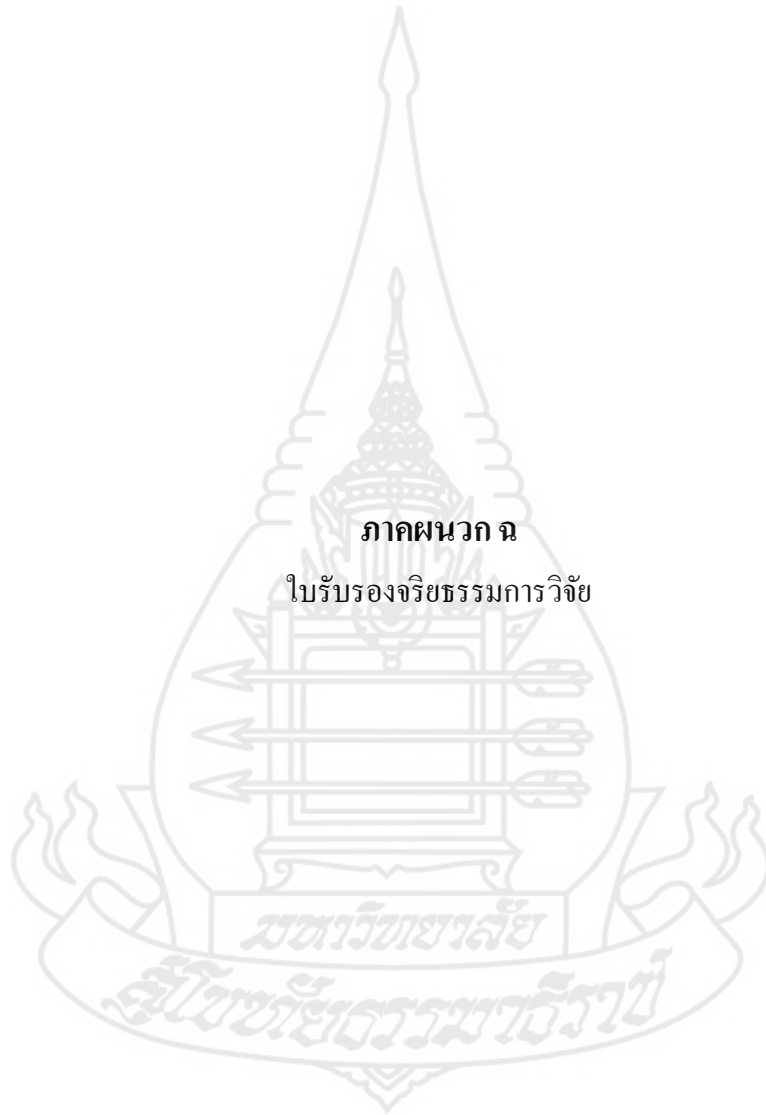 ภาคผนวก ฉ
ใบรับรองจริยธรรมการวิจัย
มหาวิทยาลัย
สุโขทัยธรรมาธิราช